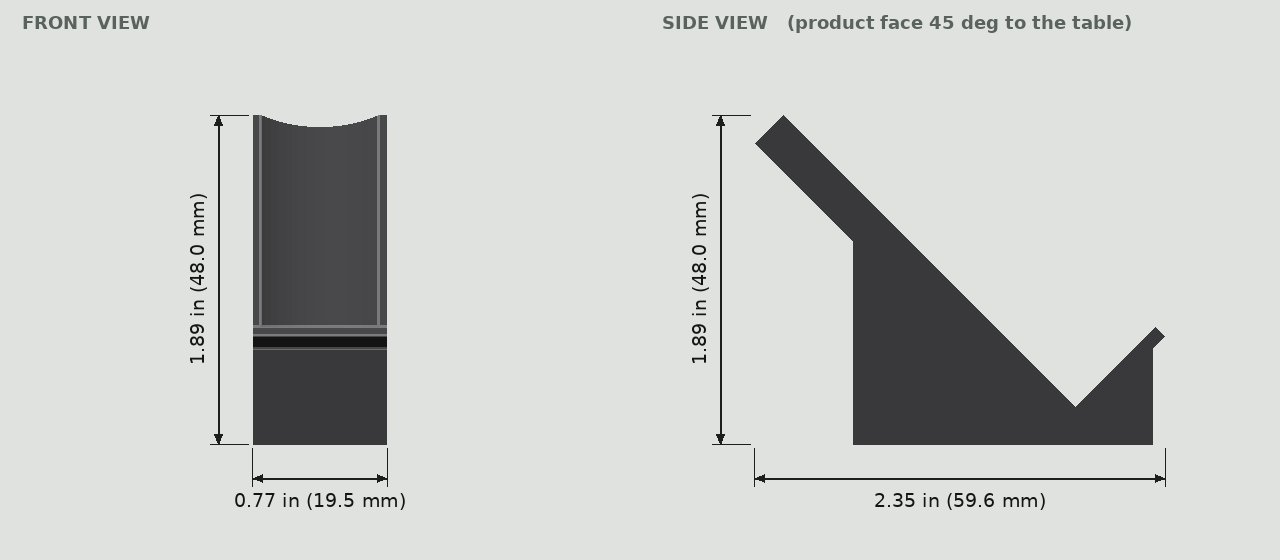 FRONT VIEW
SIDE VIEW (product face 45 deg to the table)
1.89 in (48.0 mm)
1.89 in (48.0 mm)
0.77 in (19.5 mm)
2.35 in (59.6 mm)